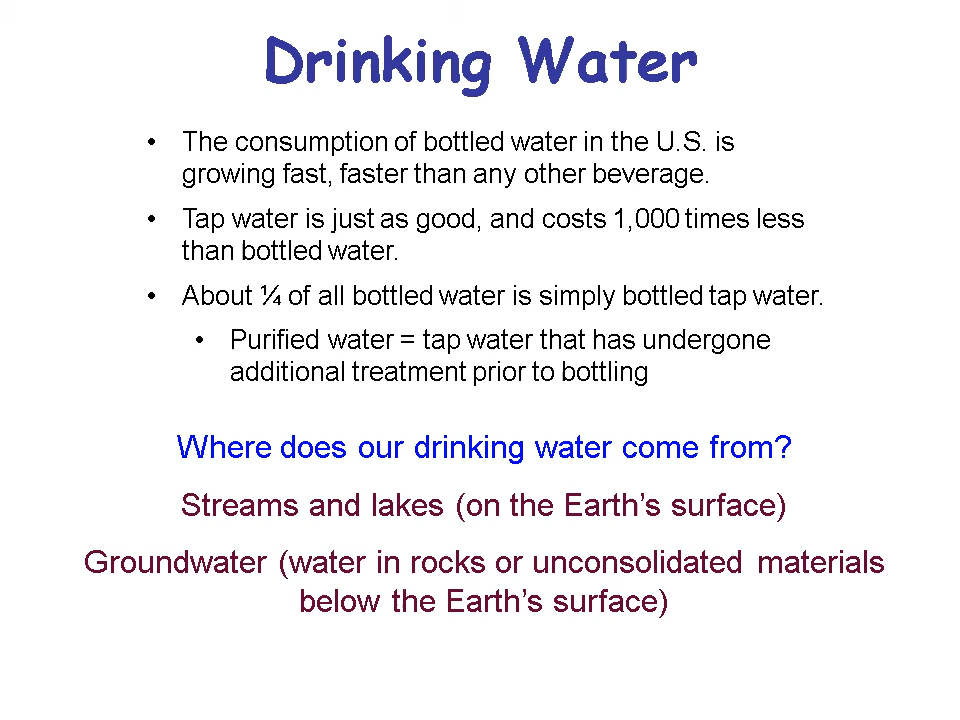 Drinking Water
• The consumption of bottled water in the U.S. is
growing fast, faster than any other beverage.
• Tap water is just as good, and costs 1,000 times less
than bottled water.
• About ¼ of all bottled water is simply bottled tap water.
• Purified water = tap water that has undergone
additional treatment prior to bottling
Where does our drinking water come from?
Streams and lakes (on the Earth’s surface)
Groundwater (water in rocks or unconsolidated materials
below the Earth’s surface)